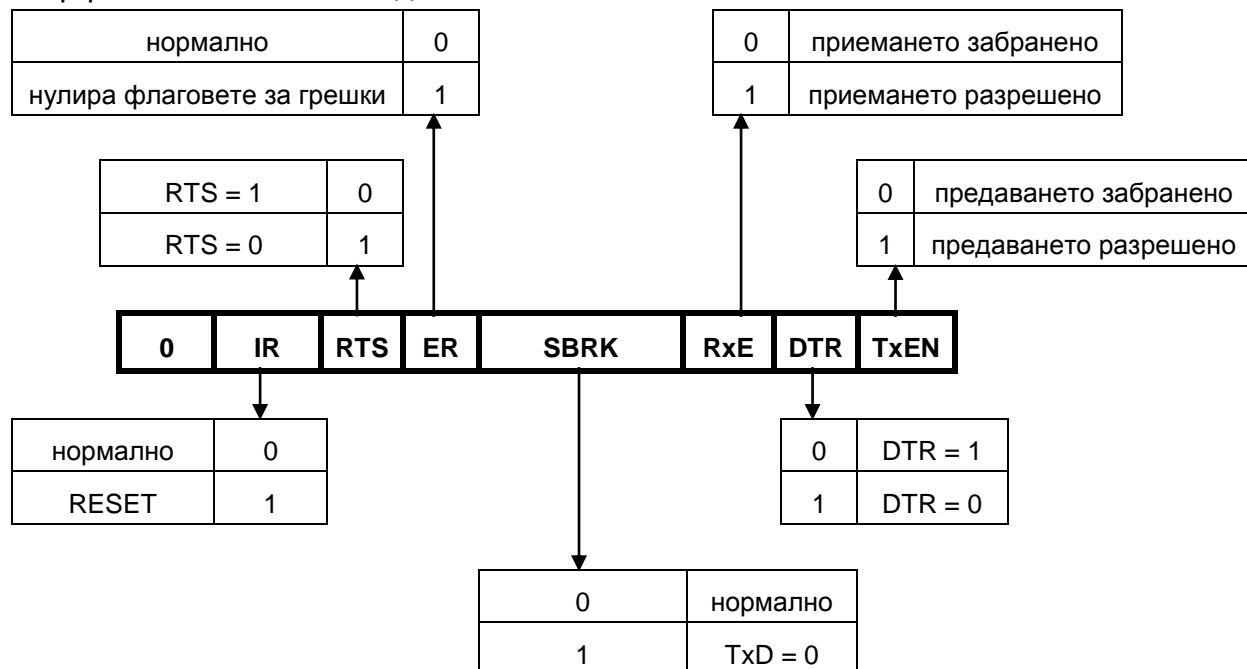 нормално 0
нулира флаговете за грешки 1
0 приемането забранено
1 приемането разрешено
RTS = 1 0
RTS = 0 1
0 предаването забранено
1 предаването разрешено
0 IR RTS ER SBRK RxE DTR TxEN
нормално 0
RESET 1
0 DTR = 1
1 DTR = 0
0 нормално
1 TxD = 0